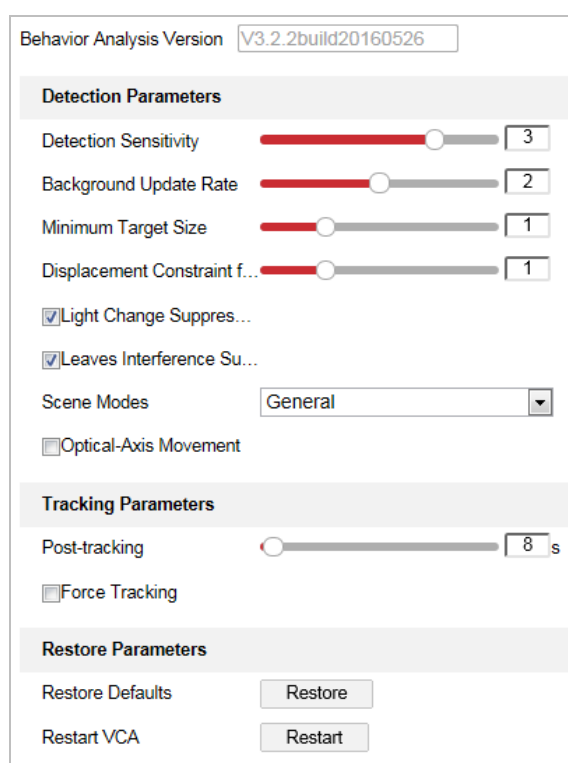 Behavior Analysis Version V3.2.2build20160526
Detection Parameters
Detection Sensitivity 3
Background Update Rate 2
Minimum Target Size 1
Displacement Constraint f... 1
Light Change Suppres...
Leaves Interference Su...
Scene Modes General
Optical-Axis Movement
Tracking Parameters
Post-tracking 8 s
Force Tracking
Restore Parameters
Restore Defaults Restore
Restart VCA Restart